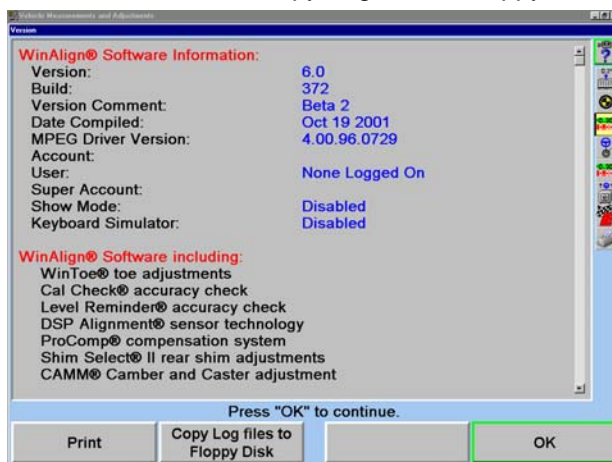 Vehicle Measurements and Adjustments
Version
WinAlign® Software Information:
Version: 6.0
Build: 372
Version Comment: Beta 2
Date Compiled: Oct 19 2001
MPEG Driver Version: 4.00.96.0729
Account:
User: None Logged On
Super Account:
Show Mode: Disabled
Keyboard Simulator: Disabled
WinAlign® Software including:
WinToe® toe adjustments
Cal Check® accuracy check
Level Reminder® accuracy check
DSP Alignment® sensor technology
ProComp® compensation system
Shim Select® II rear shim adjustments
CAMM® Camber and Caster adjustment
Press "OK" to continue.
Print
Copy Log files to
Floppy Disk
OK